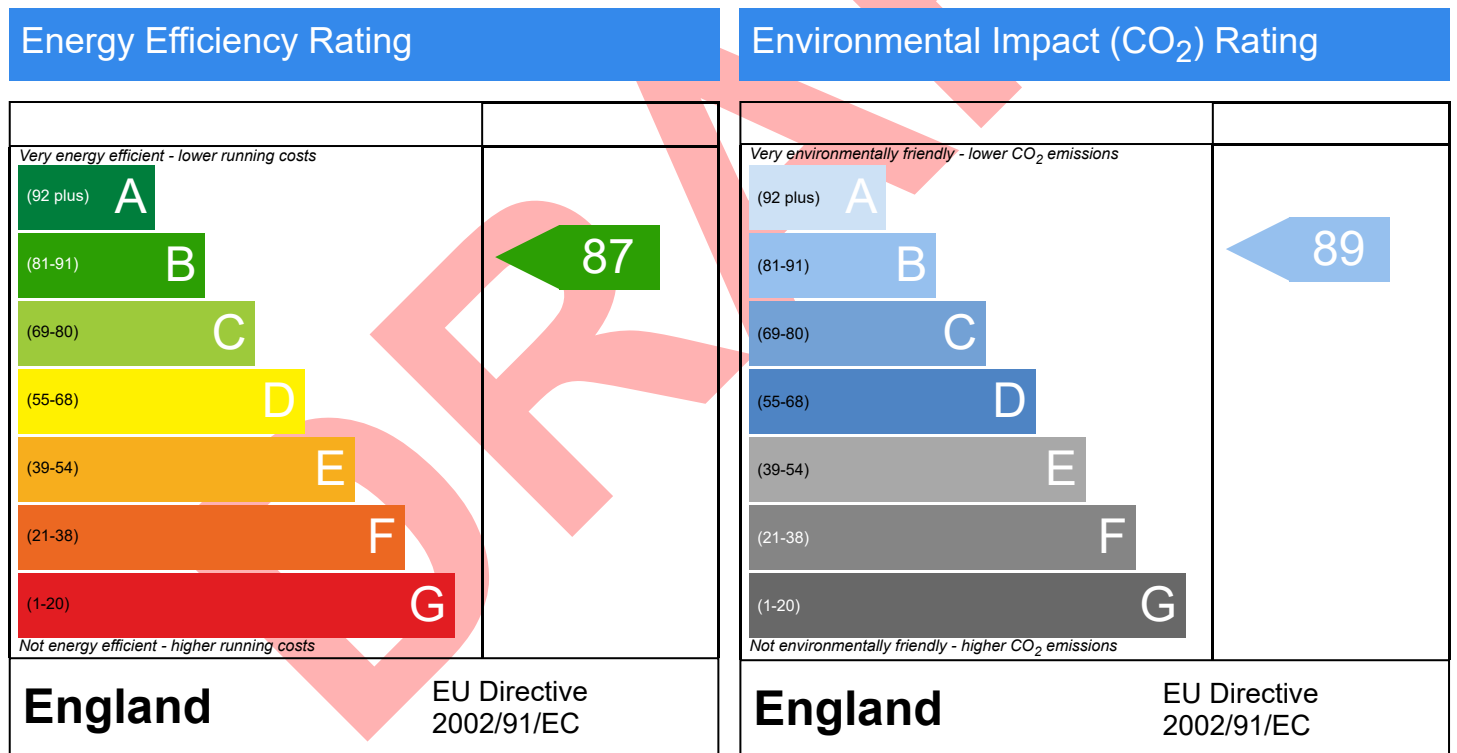 Energy Efficiency Rating
Very energy efficient - lower running costs
(92 plus) A
(81-91) B
87
(69-80) C
(55-68) D
(39-54) E
(21-38) F
(1-20) G
Not energy efficient - higher running costs
England
EU Directive
2002/91/EC
Environmental Impact (CO2) Rating
Very environmentally friendly - lower CO2 emissions
(92 plus) A
(81-91) B
89
(69-80) C
(55-68) D
(39-54) E
(21-38) F
(1-20) G
Not environmentally friendly - higher CO2 emissions
England
EU Directive
2002/91/EC